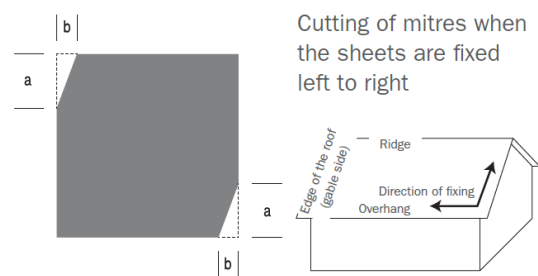 b
a
a
b
Cutting of mitres when
the sheets are fixed
left to right
Edge of the roof
(gable side)
Ridge
Direction of fixing
Overhang